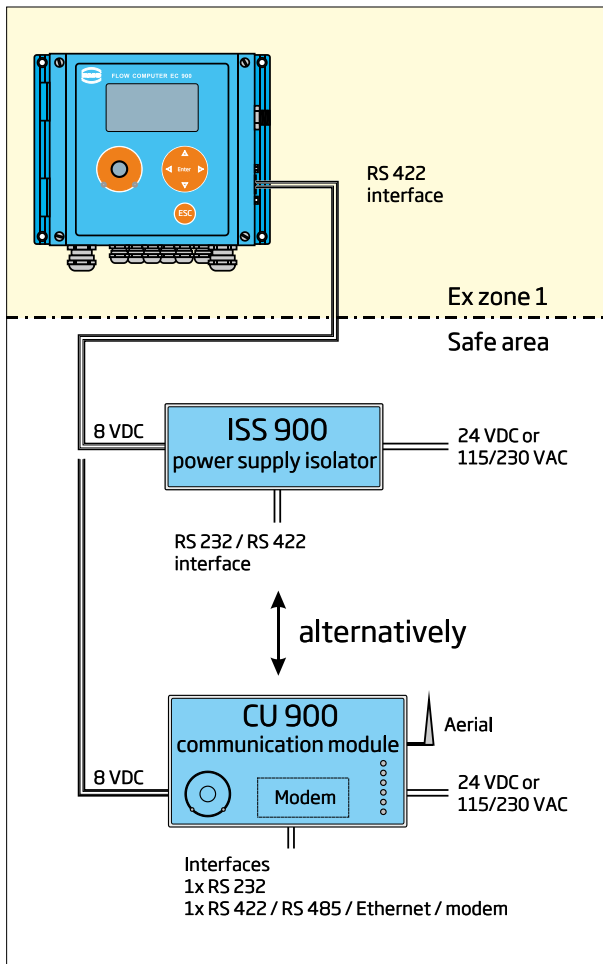 FLOW COMPUTER EC 900
Enter
ESC
RS 422
interface
Ex zone 1
Safe area
8 VDC
ISS 900
power supply isolator
24 VDC or
115/230 VAC
RS 232 / RS 422
interface
alternatively
CU 900
communication module
Aerial
8 VDC
Modem
24 VDC or
115/230 VAC
Interfaces
1x RS 232
1x RS 422 / RS 485 / Ethernet / modem